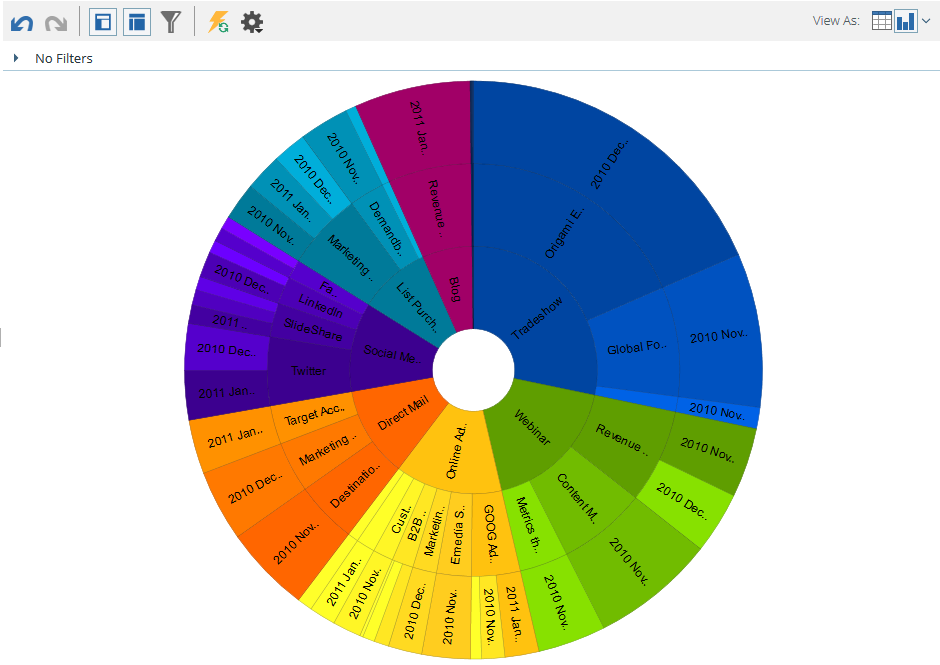 View As:
No Filters
2010 Dec..
Origami E..
Tradeshow
2010 Nov..
Global Fo..
2010 Nov..
2010 Nov..
Revenue ..
Webinar
2010 Dec..
2010 Nov..
Content M..
2010 Nov..
Metrics th..
2011 Jan..
2010 Nov..
GOOG Ad..
Online Ad..
2010 Nov..
Emedia S..
2010 Dec..
Marketin..
B2B ..
Cust..
2010 Nov..
2011 Jan..
2010 Nov..
Destinatio..
Direct Mail
2010 Dec..
Marketing ..
2011 Jan..
Target Acc..
2011 Jan..
Twitter
Social Me..
2010 Dec..
2011 ..
SlideShare
2010 Dec..
LinkedIn
Fa..
2010 Nov..
Marketing ..
List Purch..
2011 Jan..
2010 Dec..
2010 Nov..
Demandb..
2011 Jan..
Revenue ..
Blog